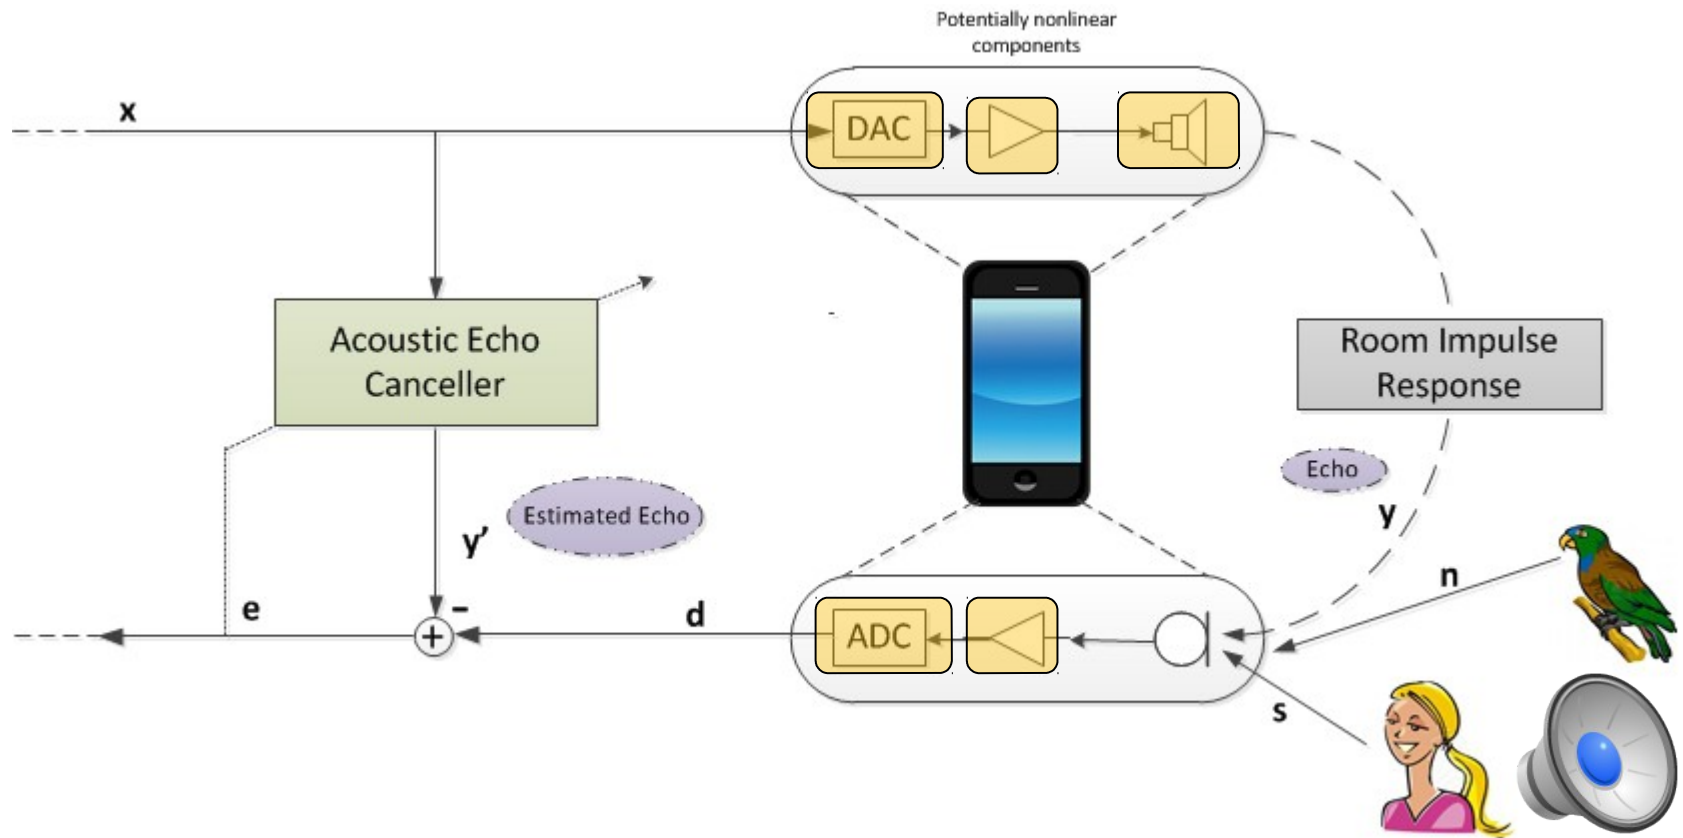 Potentially nonlinear
components
x
DAC
Acoustic Echo
Canceller
Room Impulse
Response
Echo
Estimated Echo
y
y’
n
e
–
d
+
ADC
s